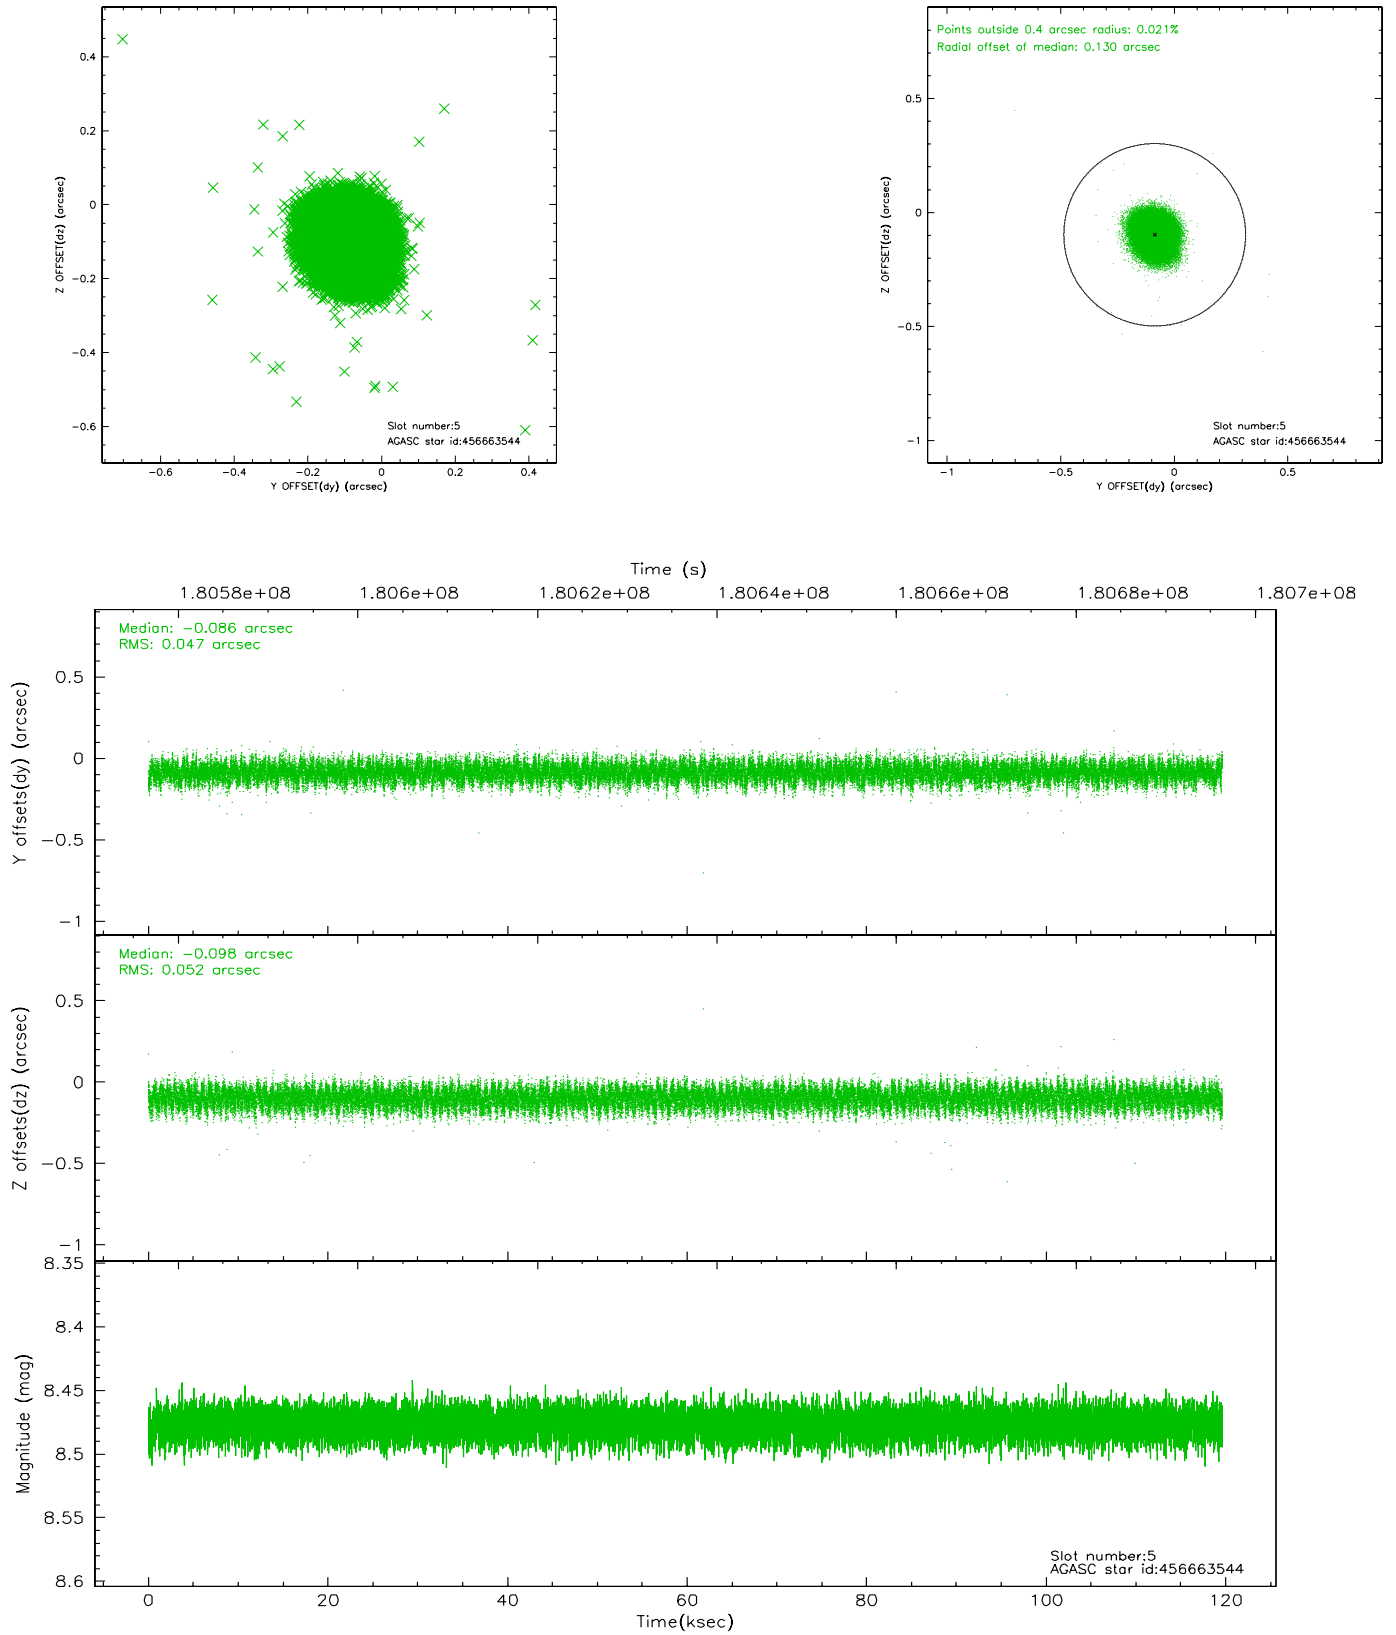 Points outside 0.4 arcsec radius: 0.021%
Radial offset of median: 0.130 arcsec
0.4
0.2
0
−0.2
−0.4
−0.6
Z OFFSET(dz) (arcsec)
Slot number:5
AGASC star id:456663544
−0.6
−0.4
−0.2
0
0.2
0.4
Y OFFSET(dy) (arcsec)
0.5
0
−0.5
−1
Z OFFSET(dz) (arcsec)
Slot number:5
AGASC star id:456663544
−1
−0.5
0
0.5
Y OFFSET(dy) (arcsec)
Time (s)
1.8058e+08
1.806e+08
1.8062e+08
1.8064e+08
1.8066e+08
1.8068e+08
1.807e+08
Median: −0.086 arcsec
RMS: 0.047 arcsec
0.5
0
−0.5
−1
Y offsets(dy) (arcsec)
Median: −0.098 arcsec
RMS: 0.052 arcsec
0.5
0
−0.5
−1
Z offsets(dz) (arcsec)
8.35
8.4
8.45
8.5
8.55
8.6
Magnitude (mag)
Slot number:5
AGASC star id:456663544
0
20
40
60
80
100
120
Time(ksec)